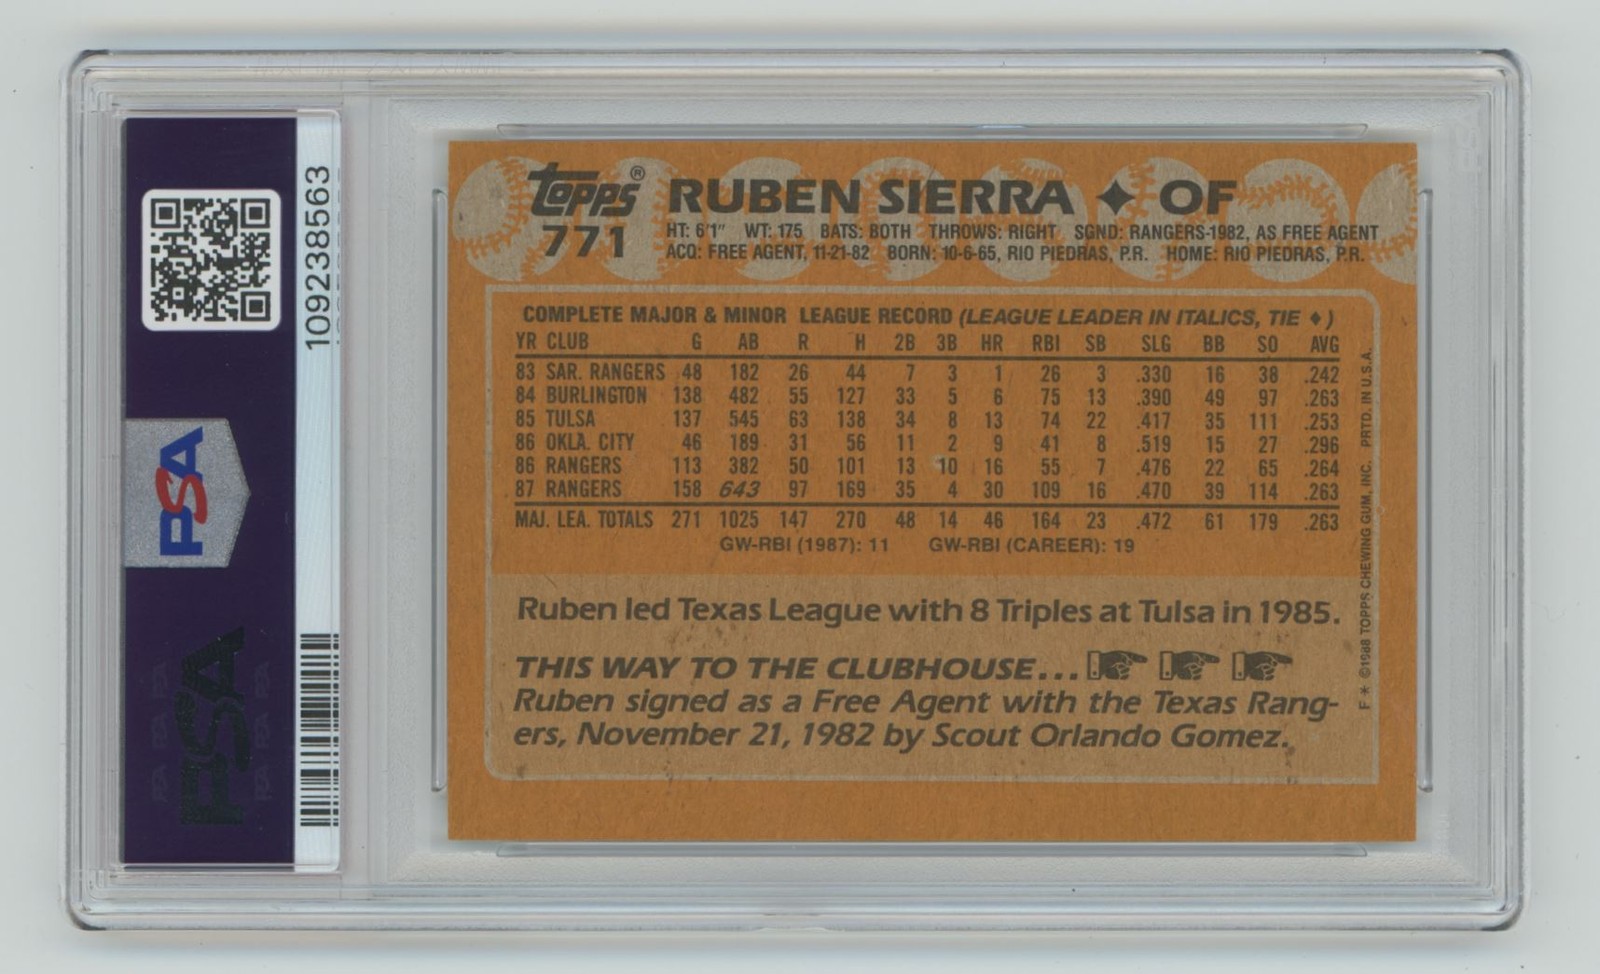 109238563
PSA
PSA
topps®
771
RUBEN SIERRA ✦ OF
HT: 6'1" WT: 175 BATS: BOTH THROWS: RIGHT SGND: RANGERS-1982, AS FREE AGENT
ACQ: FREE AGENT, 11-21-82 BORN: 10-6-65, RIO PIEDRAS, P.R. HOME: RIO PIEDRAS, P.R.
COMPLETE MAJOR & MINOR LEAGUE RECORD (LEAGUE LEADER IN ITALICS, TIE ♦)
YR CLUB G AB R H 2B 3B HR RBI SB SLG BB SO AVG
83 SAR. RANGERS 48 182 26 44 7 3 1 26 3 .330 16 38 .242
84 BURLINGTON 138 482 55 127 33 5 6 75 13 .390 49 97 .263
85 TULSA 137 545 63 138 34 8 13 74 22 .417 35 111 .253
86 OKLA. CITY 46 189 31 56 11 2 9 41 8 .519 15 27 .296
86 RANGERS 113 382 50 101 13 10 16 55 7 .476 22 65 .264
87 RANGERS 158 643 97 169 35 4 30 109 16 .470 39 114 .263
MAJ. LEA. TOTALS 271 1025 147 270 48 14 46 164 23 .472 61 179 .263
GW-RBI (1987): 11 GW-RBI (CAREER): 19
Ruben led Texas League with 8 Triples at Tulsa in 1985.
THIS WAY TO THE CLUBHOUSE...
Ruben signed as a Free Agent with the Texas Rang-
ers, November 21, 1982 by Scout Orlando Gomez.
F * ©1988 TOPPS CHEWING GUM, INC. PRTD. IN U.S.A.